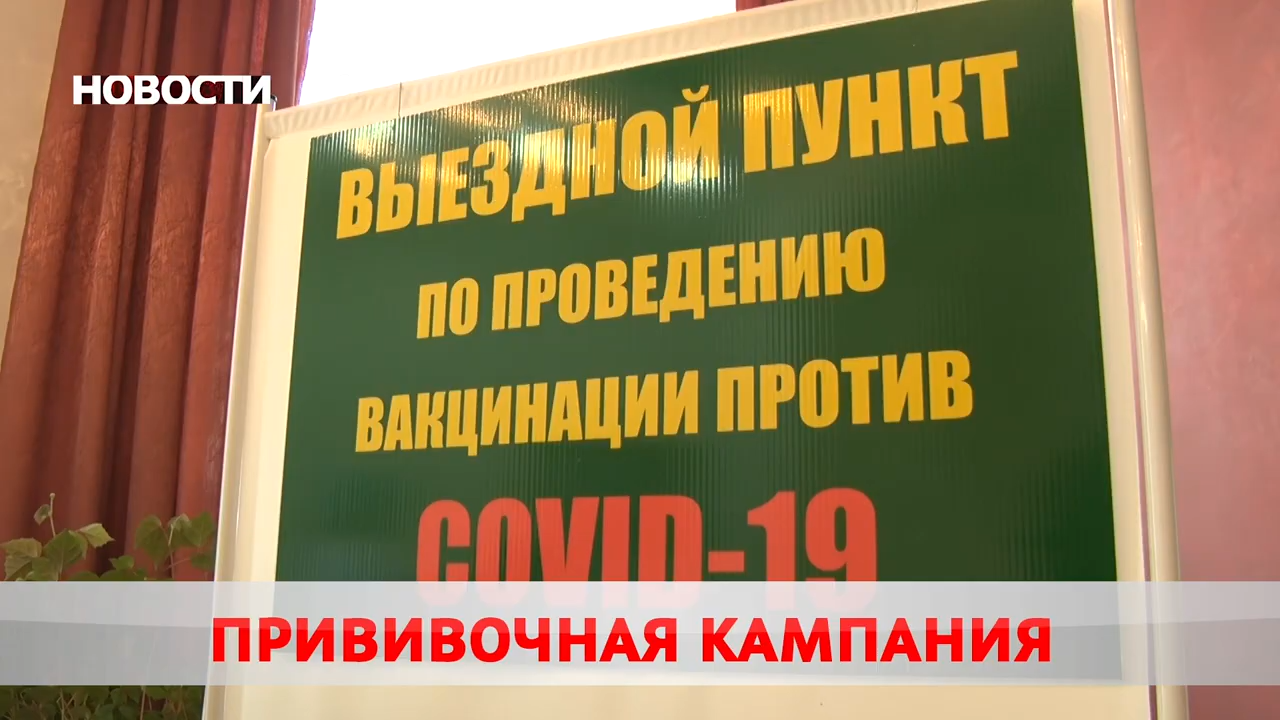 НОВОСТИ
ВЫЕЗДНОЙ ПУНКТ
ПО ПРОВЕДЕНИЮ
ВАКЦИНАЦИИ ПРОТИВ
COVID-19
ПРИВИВОЧНАЯ КАМПАНИЯ